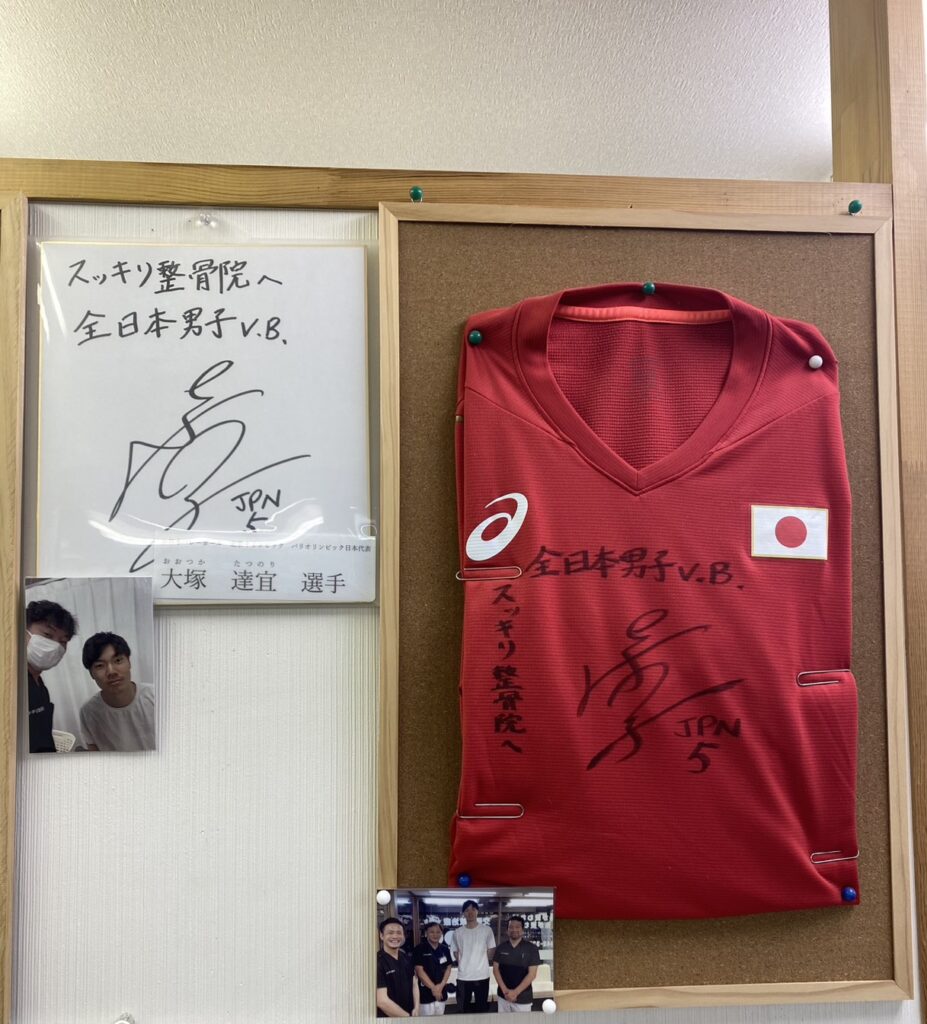 スッキリ整骨院へ
全日本男子V.B.
JPN
5
パリオリンピック日本代表
おおつか たつのり
大塚 達宜 選手
全日本男子V.B.
スッキリ整骨院へ
JPN
5